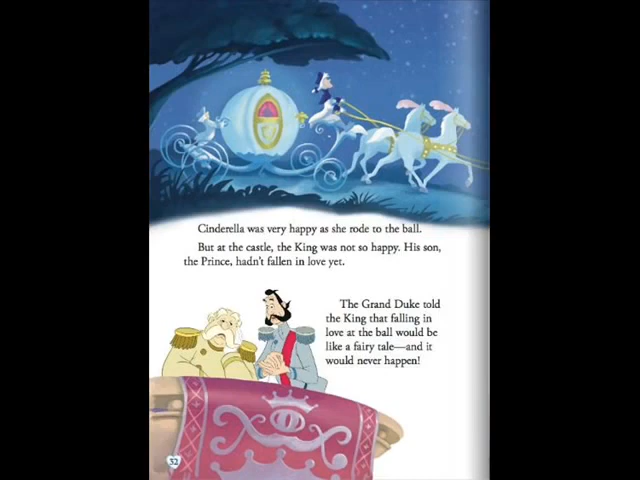 Cinderella was very happy as she rode to the ball.
But at the castle, the King was not so happy. His son,
the Prince, hadn't fallen in love yet.
The Grand Duke told
the King that falling in
love at the ball would be
like a fairy tale—and it
would never happen!
32